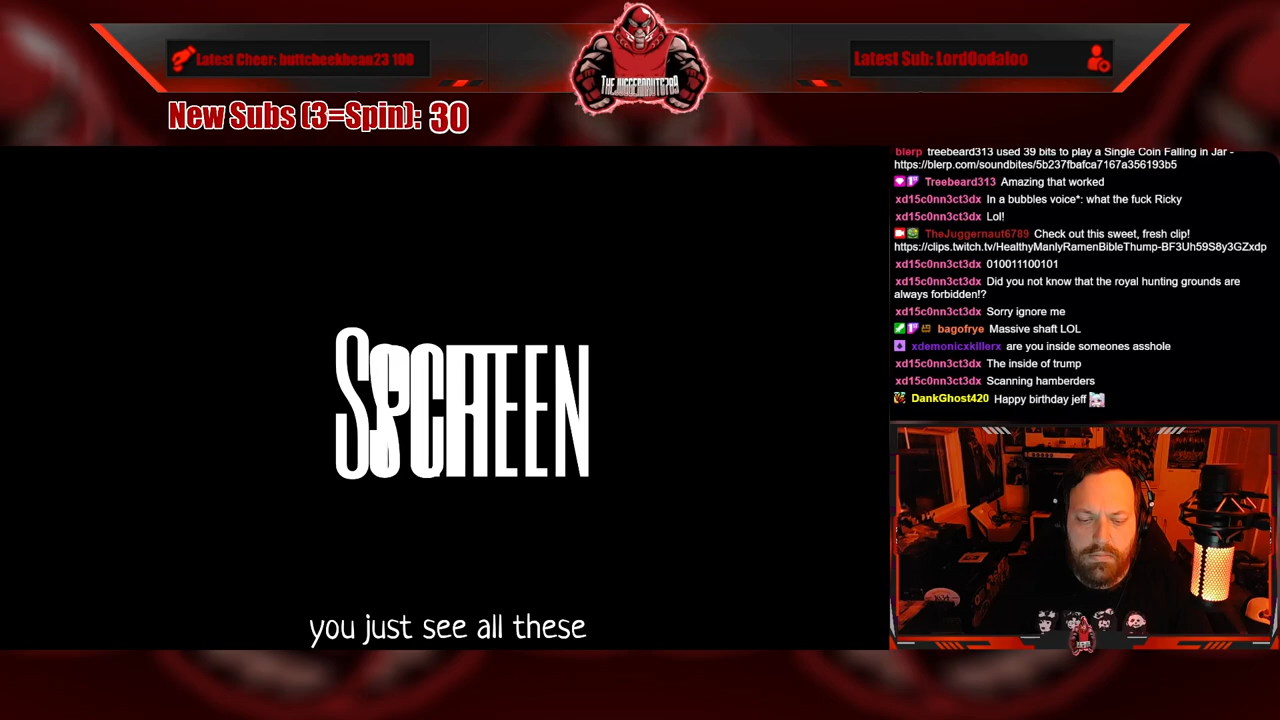 Latest Cheer: buttcheekbeau23 100
THEJUGGERNAUT6789
Latest Sub: LordOodaloo
New Subs (3=Spin): 30
blerp treebeard313 used 39 bits to play a Single Coin Falling in Jar -
https://blerp.com/soundbites/5b237fbafca7167a356193b5
Treebeard313 Amazing that worked
xd15c0nn3ct3dx In a bubbles voice*: what the fuck Ricky
xd15c0nn3ct3dx Lol!
TheJuggernaut6789 Check out this sweet, fresh clip!
https://clips.twitch.tv/HealthyManlyRamenBibleThump-BF3Uh59S8y3GZxdp
xd15c0nn3ct3dx 010011100101
xd15c0nn3ct3dx Did you not know that the royal hunting grounds are
always forbidden!?
xd15c0nn3ct3dx Sorry ignore me
bagofrye Massive shaft LOL
xdemonicxkillerx are you inside someones asshole
xd15c0nn3ct3dx The inside of trump
xd15c0nn3ct3dx Scanning hamberders
DankGhost420 Happy birthday jeff
you just see all these